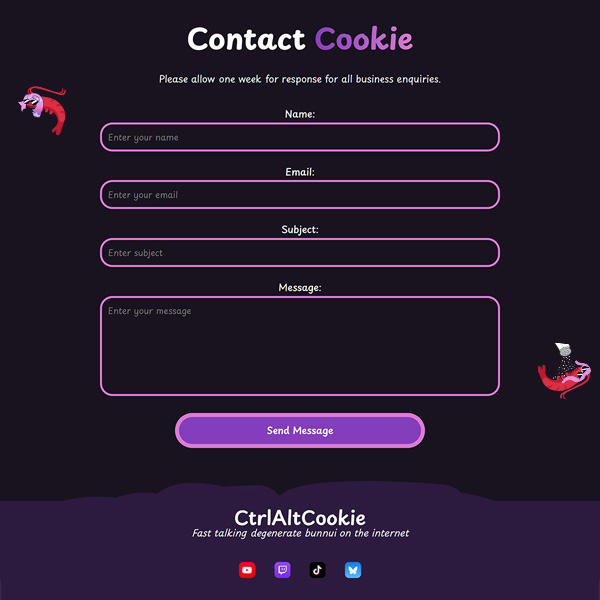 Contact Cookie
Please allow one week for response for all business enquiries.
Name:
Enter your name
Email:
Enter your email
Subject:
Enter subject
Message:
Enter your message
Send Message
CtrlAltCookie
Fast talking degenerate bunnui on the internet